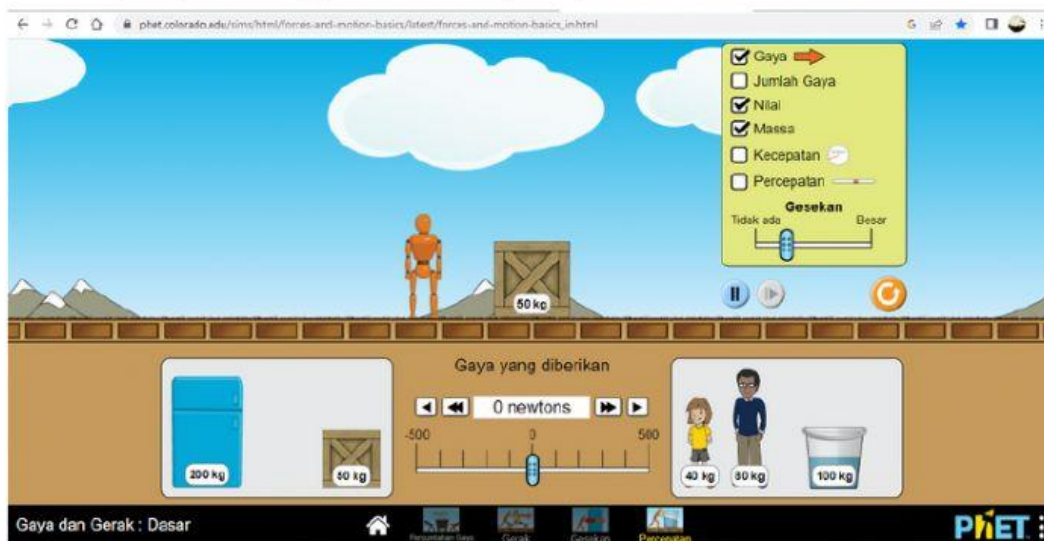 phet.colorado.edu/sims/html/forces-and-motion-basics/latest/forces-and-motion-basics_in.html
Gaya
Jumlah Gaya
Nilai
Massa
Kecepatan
Percepatan
Gesekan
Tidak ada
Besar
50 kg
Gaya yang diberikan
0 newtons
-500
0
500
200 kg
50 kg
40 kg
80 kg
100 kg
Gaya dan Gerak : Dasar
Gerak
Gesekan
Percepatan
PhET